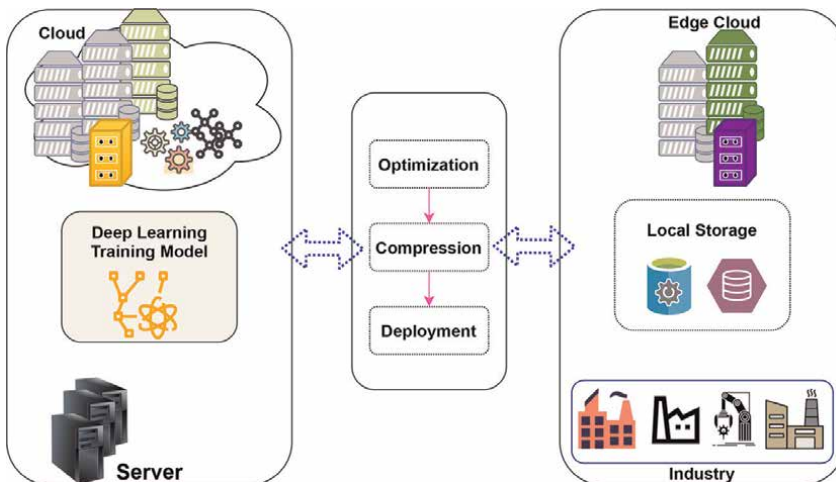 Cloud
Deep Learning
Training Model
Server
Optimization
Compression
Deployment
Edge Cloud
Local Storage
Industry